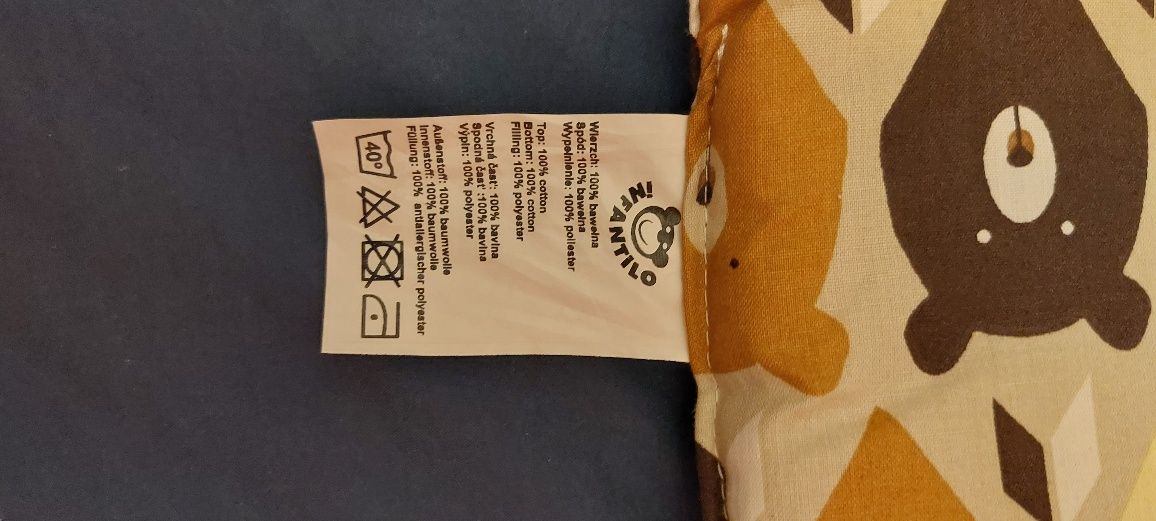 INFANTILO
Wierzch: 100% bawełna
Spód: 100% bawełna
Wypełnienie: 100% poliester
Top: 100% cotton
Bottom: 100% cotton
Filling: 100% polyester
Vrchná časť: 100% bavlna
Spodná časť :100% bavlna
Výpln: 100% polyester
Außenstoff: 100% baumwolle
Innenstoff: 100% baumwolle
Füllung: 100% antiallergischer polyester
40°